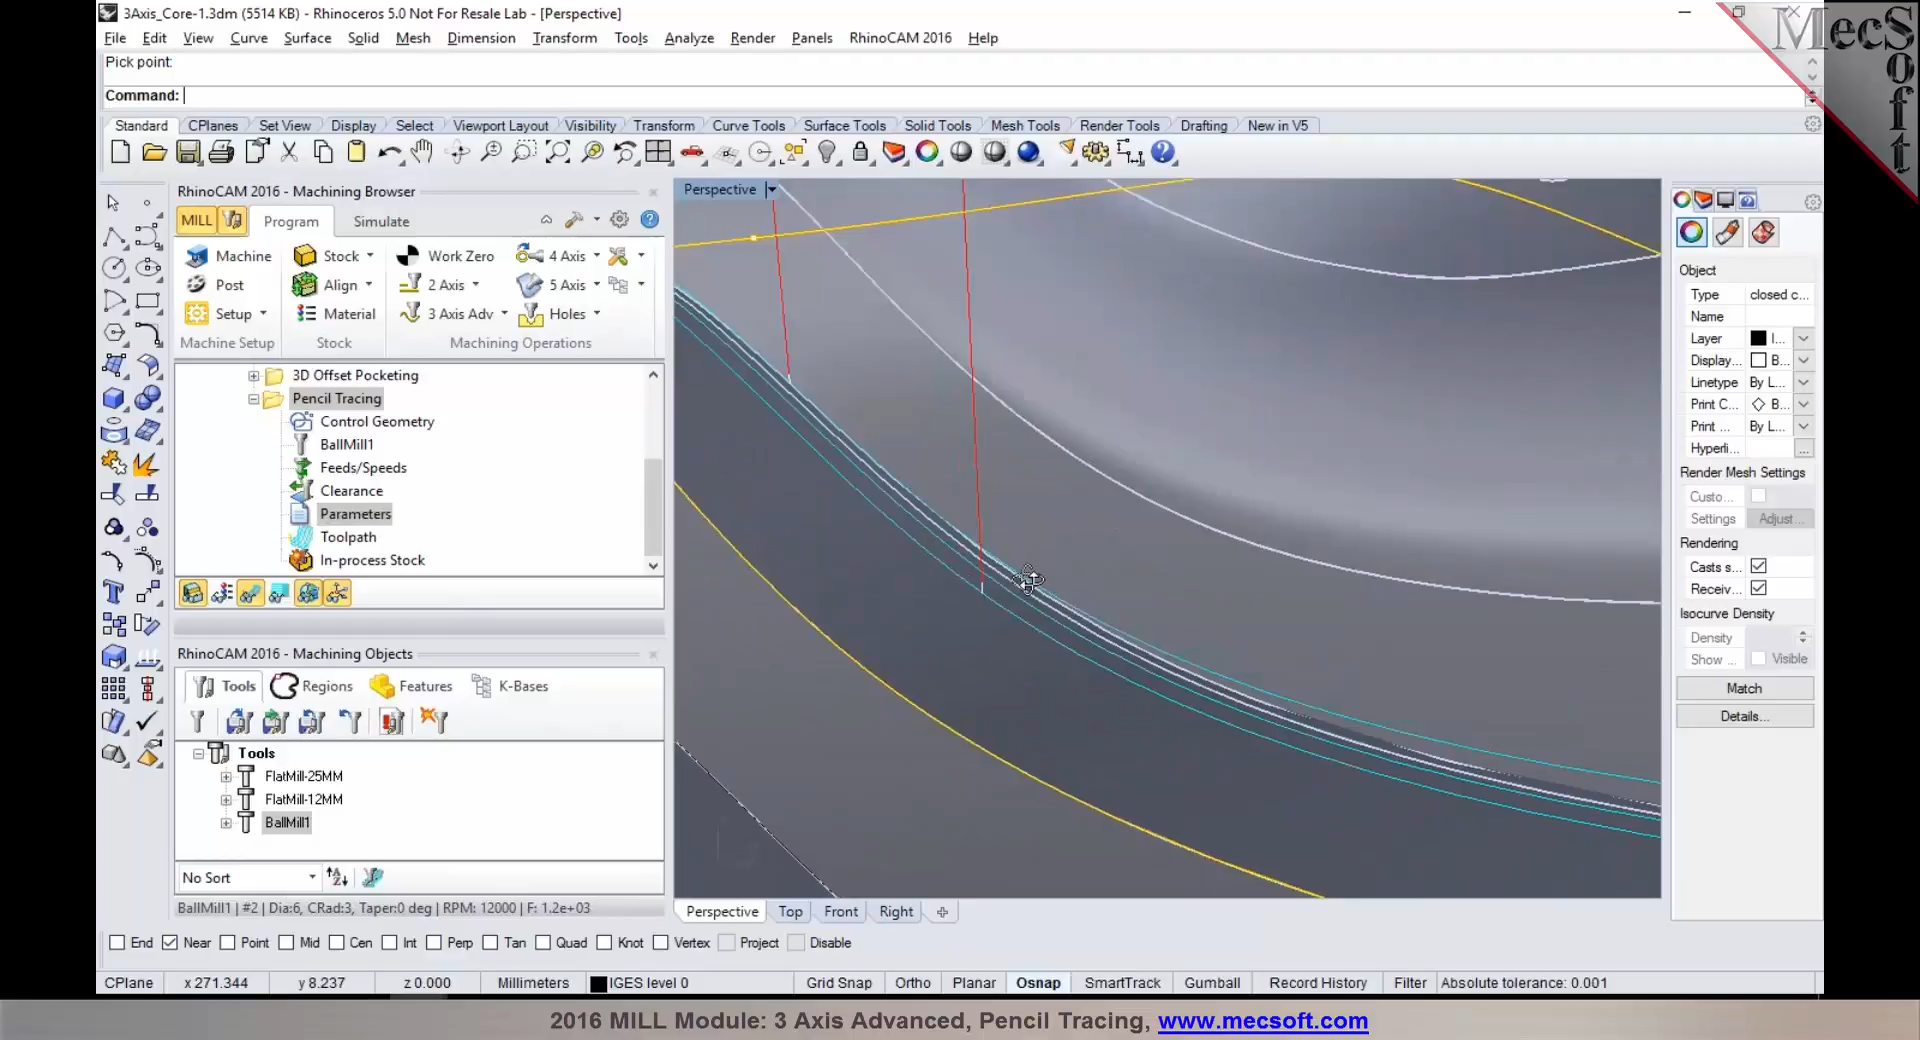 3Axis_Core-1.3dm (5514 KB) - Rhinoceros 5.0 Not For Resale Lab - [Perspective]
MecSoft
File Edit View Curve Surface Solid Mesh Dimension Transform Tools Analyze Render Panels RhinoCAM 2016 Help
Pick point:
Command:
Standard CPlanes Set View Display Select Viewport Layout Visibility Transform Curve Tools Surface Tools Solid Tools Mesh Tools Render Tools Drafting New in V5
RhinoCAM 2016 - Machining Browser
MILL Program Simulate
Machine Stock Work Zero 4 Axis
Post Align 2 Axis 5 Axis
Setup Material 3 Axis Adv Holes
Machine Setup Stock Machining Operations
3D Offset Pocketing
Pencil Tracing
Control Geometry
BallMill1
Feeds/Speeds
Clearance
Parameters
Toolpath
In-process Stock
RhinoCAM 2016 - Machining Objects
Tools Regions Features K-Bases
Tools
FlatMill-25MM
FlatMill-12MM
BallMill1
No Sort
BallMill1 | #2 | Dia:6, CRad:3, Taper:0 deg | RPM: 12000 | F: 1.2e+03
Perspective
Perspective Top Front Right
Object
Type closed c...
Name
Layer I...
Display... B...
Linetype By L...
Print C... B...
Print ... By L...
Hyperli... ...
Render Mesh Settings
Custo...
Settings Adjust...
Rendering
Casts s...
Receiv...
Isocurve Density
Density
Show ... Visible
Match
Details...
End Near Point Mid Cen Int Perp Tan Quad Knot Vertex Project Disable
CPlane x 271.344 y 8.237 z 0.000 Millimeters IGES level 0 Grid Snap Ortho Planar Osnap SmartTrack Gumball Record History Filter Absolute tolerance: 0.001
2016 MILL Module: 3 Axis Advanced, Pencil Tracing, www.mecsoft.com